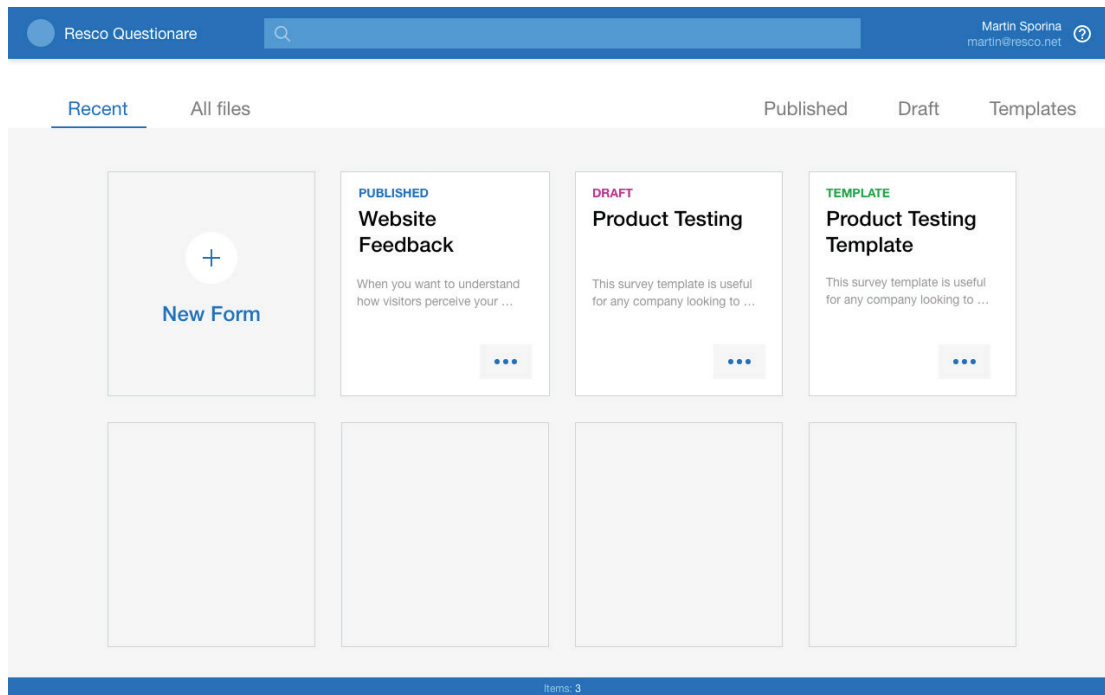 Resco Questionare
Martin Sporina
martin@resco.net
Recent
All files
Published
Draft
Templates
New Form
PUBLISHED
Website
Feedback
When you want to understand
how visitors perceive your ...
DRAFT
Product Testing
This survey template is useful
for any company looking to ...
TEMPLATE
Product Testing
Template
This survey template is useful
for any company looking to ...
Items: 3